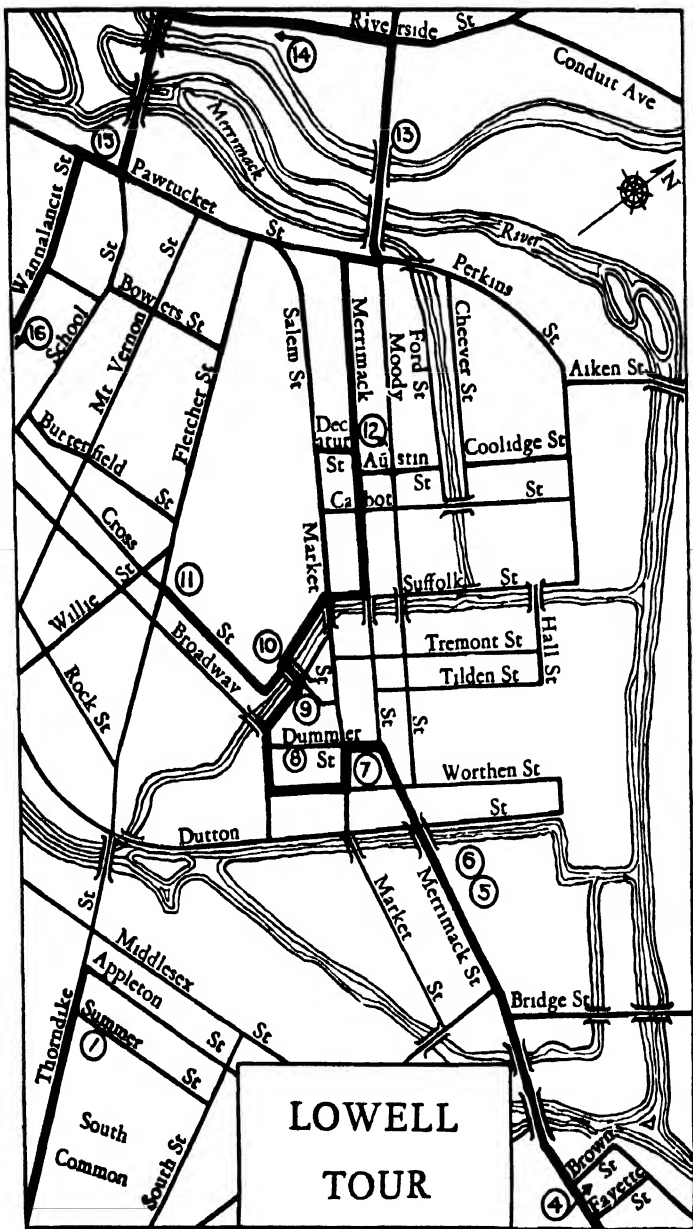 Riverside St
14
Conduit Ave
13
15
Merrimack
N
Pawtucket
St
River
Wannalancit St
St
St
Perkins
St
Bowlers St
16
School
Mt Vernon
Salem St
Merrimack
Moody
Ford St
Cheever St
Aiken St
Fletcher St
Dec
atur
St
12
Austin
St
Coolidge St
Butterfield
St
Cabot
St
Cross
St
Market
St
11
Suffolk St
Willie
St
Broadway
10
Hall St
Tremont St
Tilden St
Rock St
9
Dummer
St
8
7
St
St
Worthen St
Dutton
St
6
5
Market
St
Merrimack St
St
Middlesex
St
Appleton
St
Bridge St
Thorndike
Summer
St
1
South
Common
South St
LOWELL
TOUR
Brown
St
Fayette
St
4